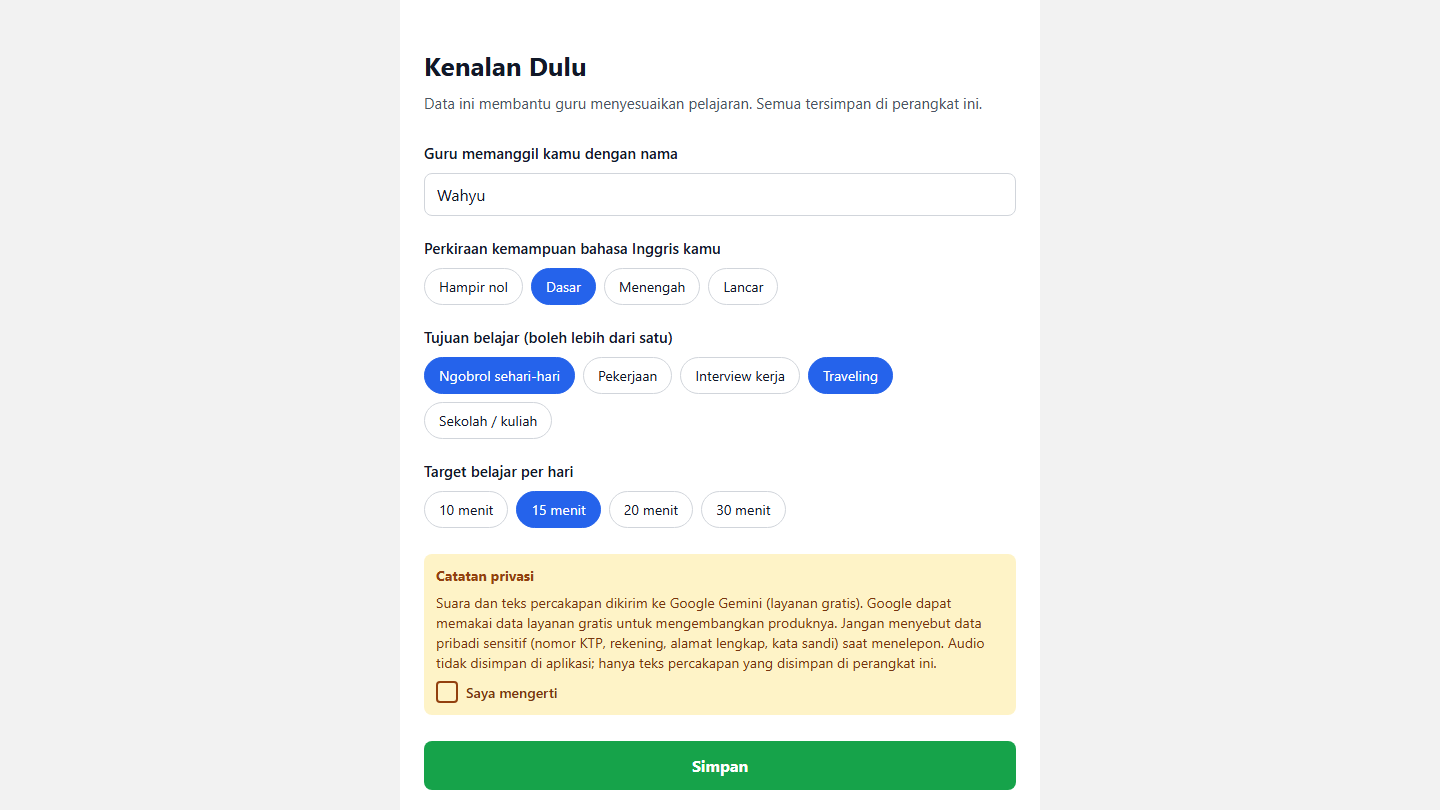 Kenalan Dulu
Data ini membantu guru menyesuaikan pelajaran. Semua tersimpan di perangkat ini.
Guru memanggil kamu dengan nama
Wahyu
Perkiraan kemampuan bahasa Inggris kamu
Hampir nol Dasar Menengah Lancar
Tujuan belajar (boleh lebih dari satu)
Ngobrol sehari-hari Pekerjaan Interview kerja Traveling
Sekolah / kuliah
Target belajar per hari
10 menit 15 menit 20 menit 30 menit
Catatan privasi
Suara dan teks percakapan dikirim ke Google Gemini (layanan gratis). Google dapat
memakai data layanan gratis untuk mengembangkan produknya. Jangan menyebut data
pribadi sensitif (nomor KTP, rekening, alamat lengkap, kata sandi) saat menelepon. Audio
tidak disimpan di aplikasi; hanya teks percakapan yang disimpan di perangkat ini.
Saya mengerti
Simpan